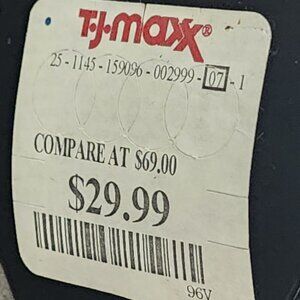 T·J·maxx®
25 - 1145 - 159096 - 002999 - 07 - 1
COMPARE AT $69.00
$29.99
96V